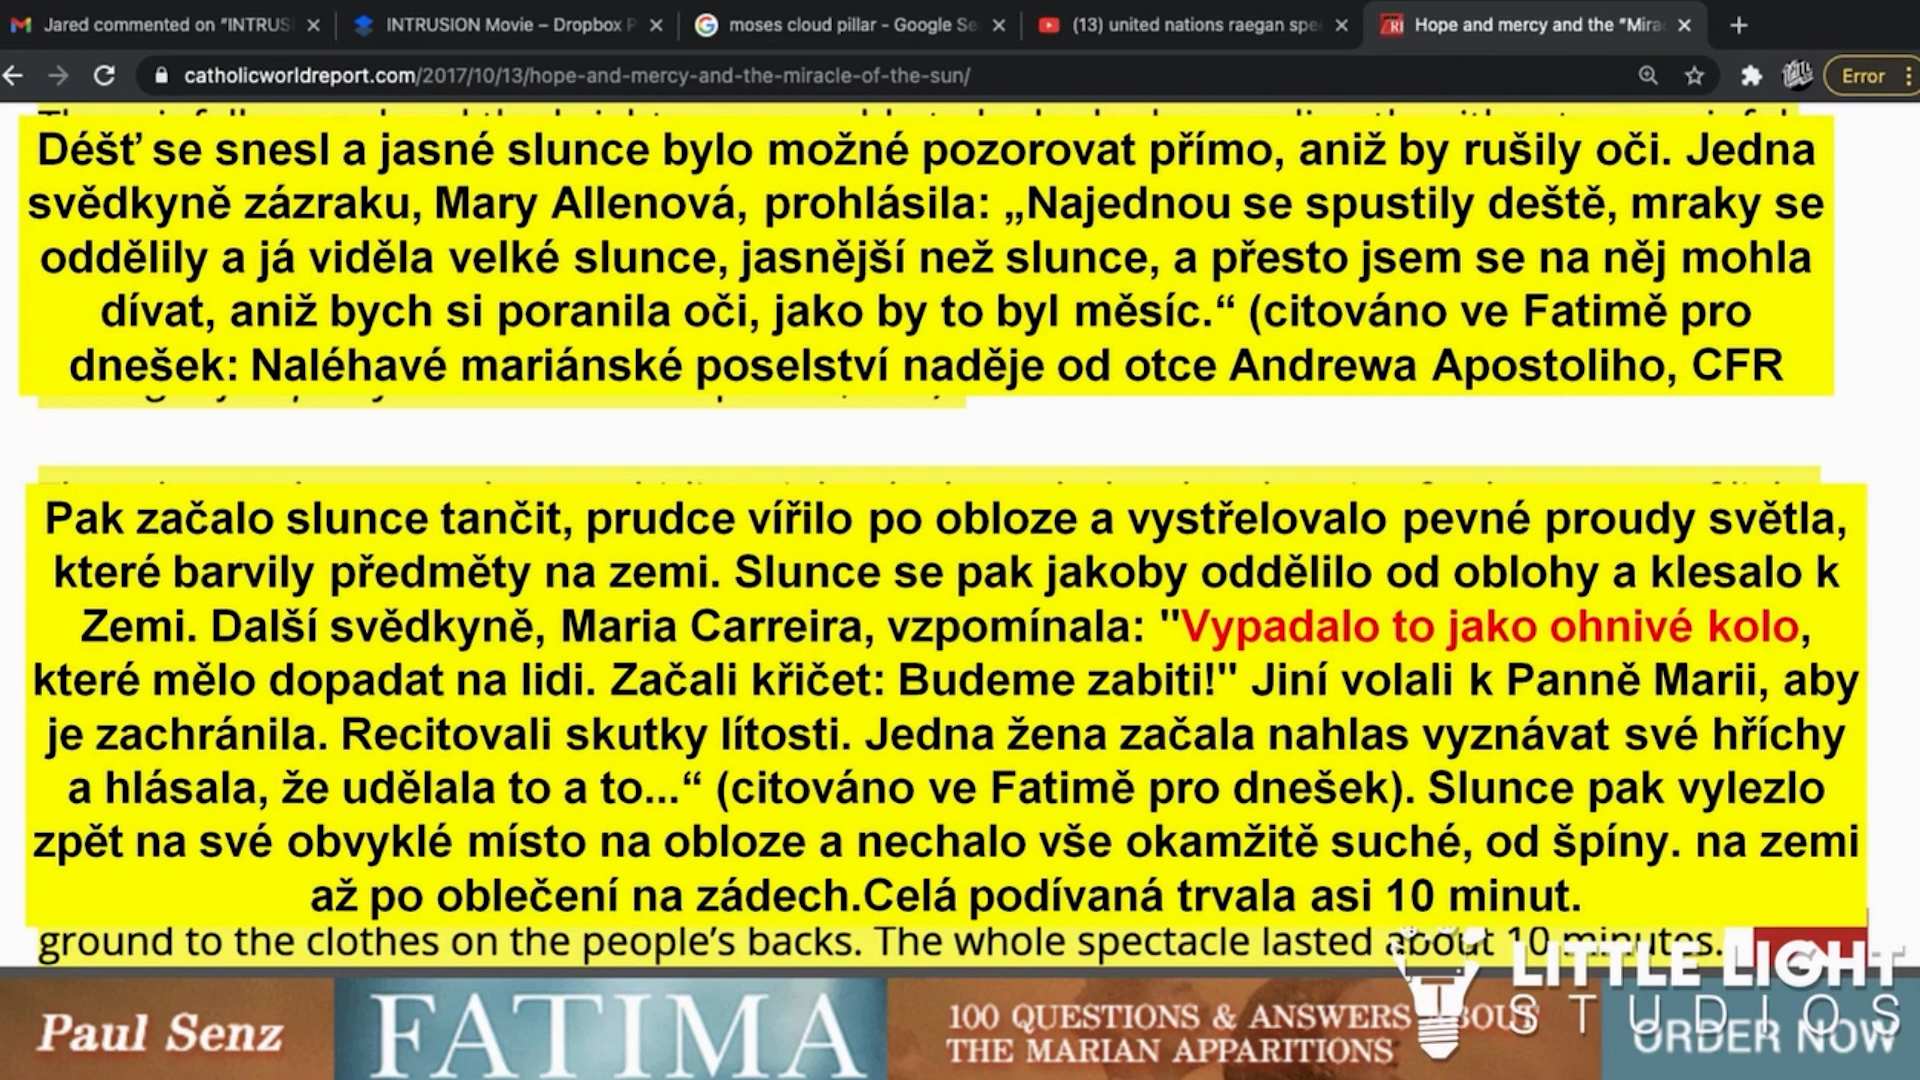 Jared commented on "INTRUS
INTRUSION Movie – Dropbox P
moses cloud pillar - Google Se
(13) united nations raegan spe
Hope and mercy and the "Mira
catholicworldreport.com/2017/10/13/hope-and-mercy-and-the-miracle-of-the-sun/
Error
Déšť se snesl a jasné slunce bylo možné pozorovat přímo, aniž by rušily oči. Jedna
svědkyně zázraku, Mary Allenová, prohlásila: „Najednou se spustily deště, mraky se
oddělily a já viděla velké slunce, jasnější než slunce, a přesto jsem se na něj mohla
dívat, aniž bych si poranila oči, jako by to byl měsíc.“ (citováno ve Fatimě pro
dnešek: Naléhavé mariánské poselství naděje od otce Andrewa Apostoliho, CFR
Pak začalo slunce tančit, prudce vířilo po obloze a vystřelovalo pevné proudy světla,
které barvily předměty na zemi. Slunce se pak jakoby oddělilo od oblohy a klesalo k
Zemi. Další svědkyně, Maria Carreira, vzpomínala: "Vypadalo to jako ohnivé kolo,
které mělo dopadat na lidi. Začali křičet: Budeme zabiti!" Jiní volali k Panně Marii, aby
je zachránila. Recitovali skutky lítosti. Jedna žena začala nahlas vyznávat své hříchy
a hlásala, že udělala to a to...“ (citováno ve Fatimě pro dnešek). Slunce pak vylezlo
zpět na své obvyklé místo na obloze a nechalo vše okamžitě suché, od špíny. na zemi
až po oblečení na zádech.Celá podívaná trvala asi 10 minut.
ground to the clothes on the people’s backs. The whole spectacle lasted about 10 minutes.
LITTLE LIGHT
STUDIOS
Paul Senz
FATIMA
100 QUESTIONS & ANSWERS ABOUT
THE MARIAN APPARITIONS
ORDER NOW